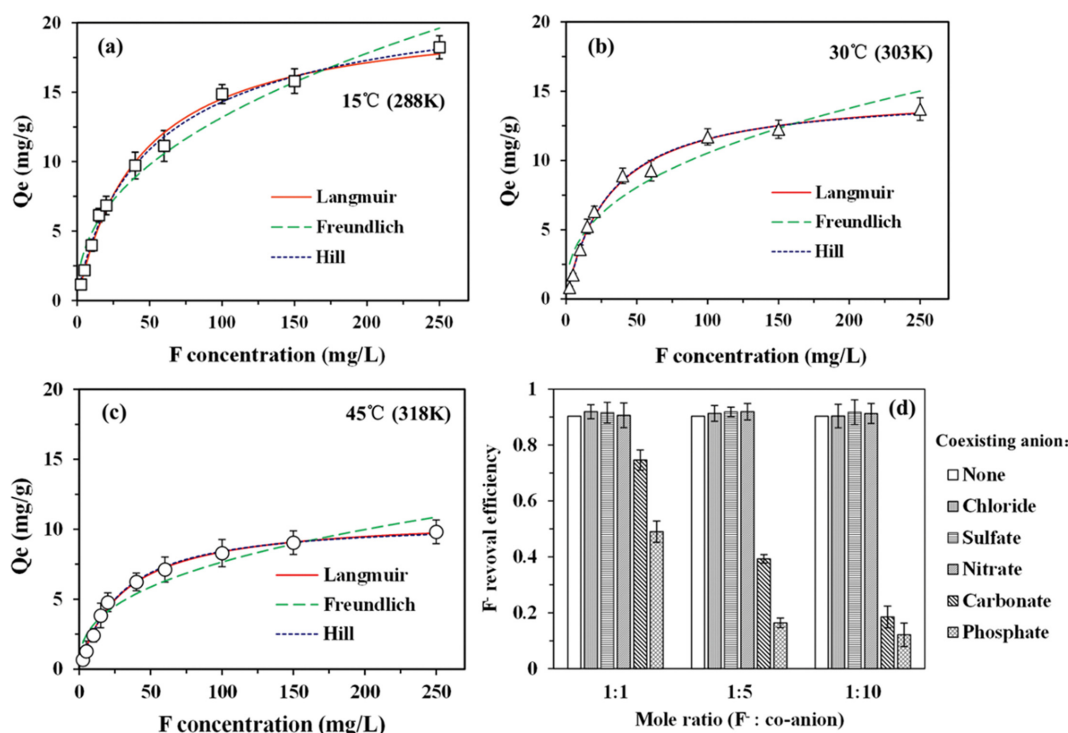 (a)
15℃ (288K)
Qe (mg/g)
20
15
10
5
0
Langmuir
Freundlich
Hill
0 50 100 150 200 250
F concentration (mg/L)
(b)
30℃ (303K)
Qe (mg/g)
20
15
10
5
0
Langmuir
Freundlich
Hill
0 50 100 150 200 250
F concentration (mg/L)
(c)
45℃ (318K)
Qe (mg/g)
20
15
10
5
0
Langmuir
Freundlich
Hill
0 50 100 150 200 250
F concentration (mg/L)
(d)
F⁻ revoval efficiency
1
0.8
0.6
0.4
0.2
0
1:1 1:5 1:10
Mole ratio (F⁻ : co-anion)
Coexisting anion:
None
Chloride
Sulfate
Nitrate
Carbonate
Phosphate